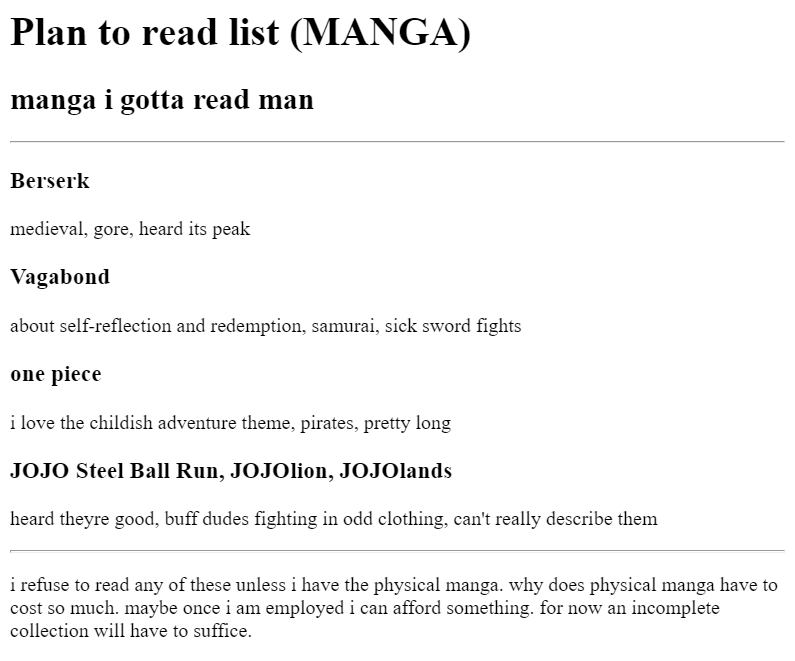 Plan to read list (MANGA)
manga i gotta read man
Berserk
medieval, gore, heard its peak
Vagabond
about self-reflection and redemption, samurai, sick sword fights
one piece
i love the childish adventure theme, pirates, pretty long
JOJO Steel Ball Run, JOJOlion, JOJOlands
heard theyre good, buff dudes fighting in odd clothing, can't really describe them
i refuse to read any of these unless i have the physical manga. why does physical manga have to
cost so much. maybe once i am employed i can afford something. for now an incomplete
collection will have to suffice.